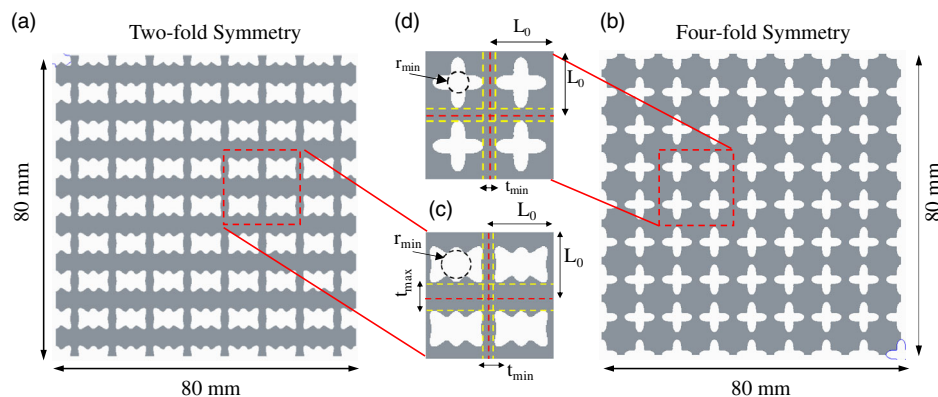 (a)
Two-fold Symmetry
80 mm
80 mm
(d)
L₀
L₀
r_min
t_min
(c)
L₀
L₀
r_min
t_max
t_min
(b)
Four-fold Symmetry
80 mm
80 mm